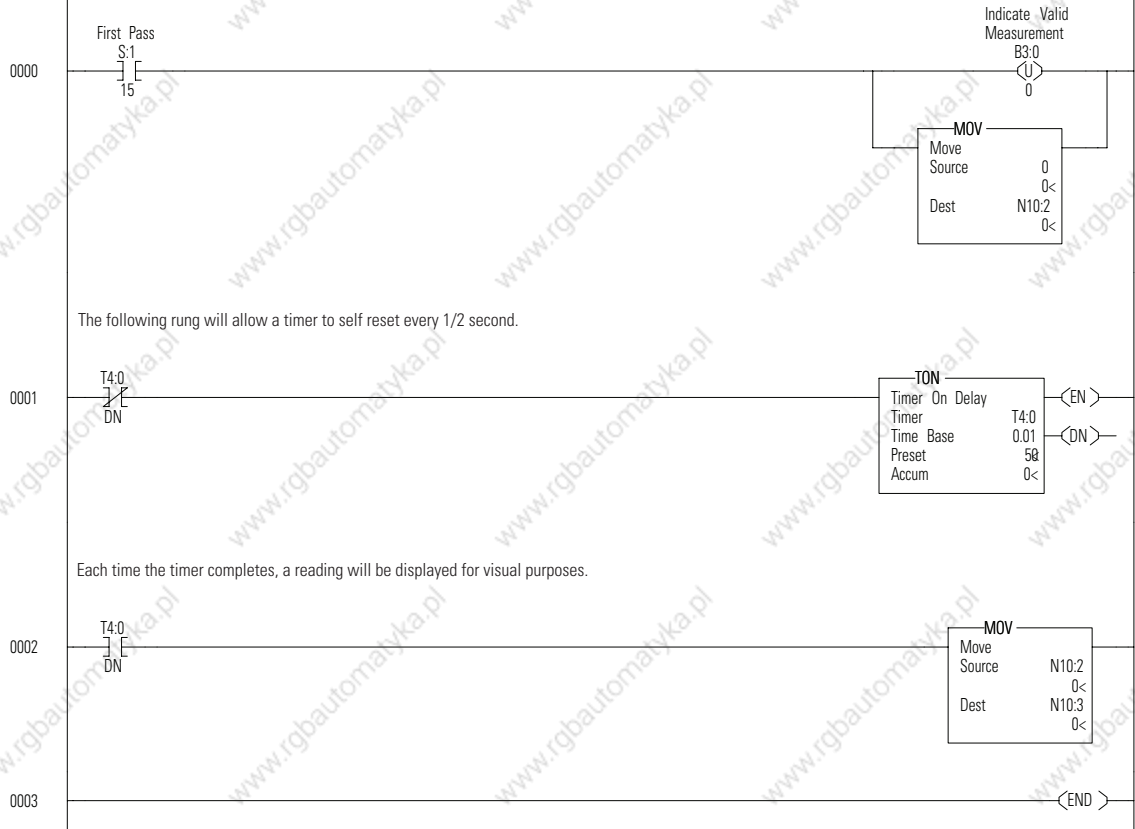 First Pass
S:1
15
Indicate Valid
Measurement
B3:0
U
0
0000
MOV
Move
Source 0
0<
Dest N10:2
0<
The following rung will allow a timer to self reset every 1/2 second.
0001
T4:0
DN
TON
Timer On Delay
Timer T4:0
Time Base 0.01
Preset 50<
Accum 0<
EN
DN
Each time the timer completes, a reading will be displayed for visual purposes.
0002
T4:0
DN
MOV
Move
Source N10:2
0<
Dest N10:3
0<
0003
END
www.rgbautomatyka.pl